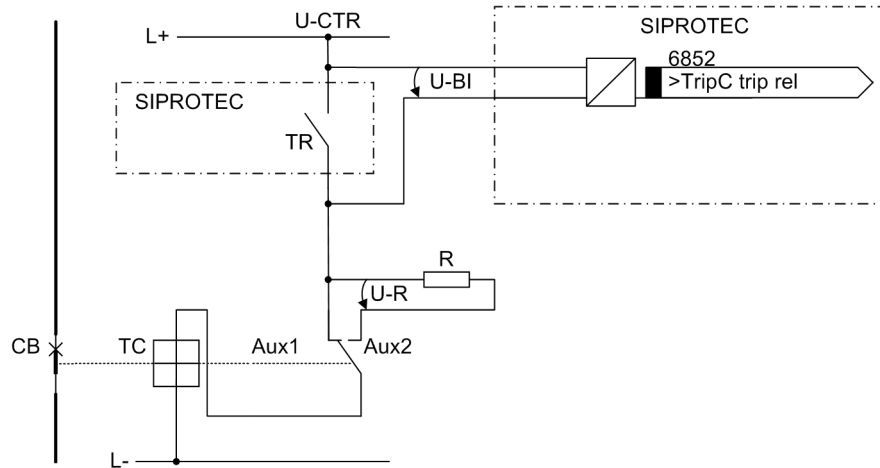 U-CTR
L+
SIPROTEC
SIPROTEC
6852
>TripC trip rel
U-BI
TR
R
U-R
CB
TC
Aux1
Aux2
L-